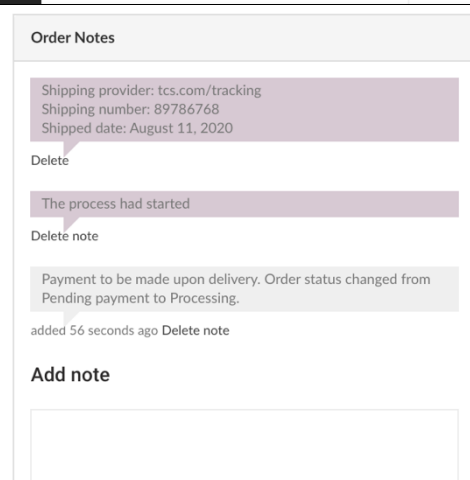 Order Notes
Shipping provider: tcs.com/tracking
Shipping number: 89786768
Shipped date: August 11, 2020
Delete
The process had started
Delete note
Payment to be made upon delivery. Order status changed from
Pending payment to Processing.
added 56 seconds ago Delete note
Add note